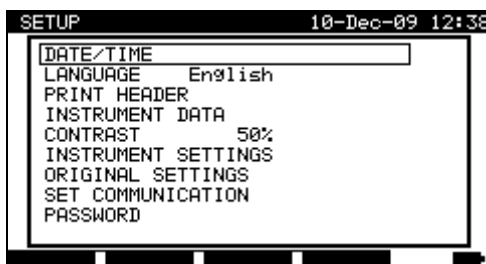 SETUP 10-Dec-09 12:38
DATE/TIME
LANGUAGE English
PRINT HEADER
INSTRUMENT DATA
CONTRAST 50%
INSTRUMENT SETTINGS
ORIGINAL SETTINGS
SET COMMUNICATION
PASSWORD